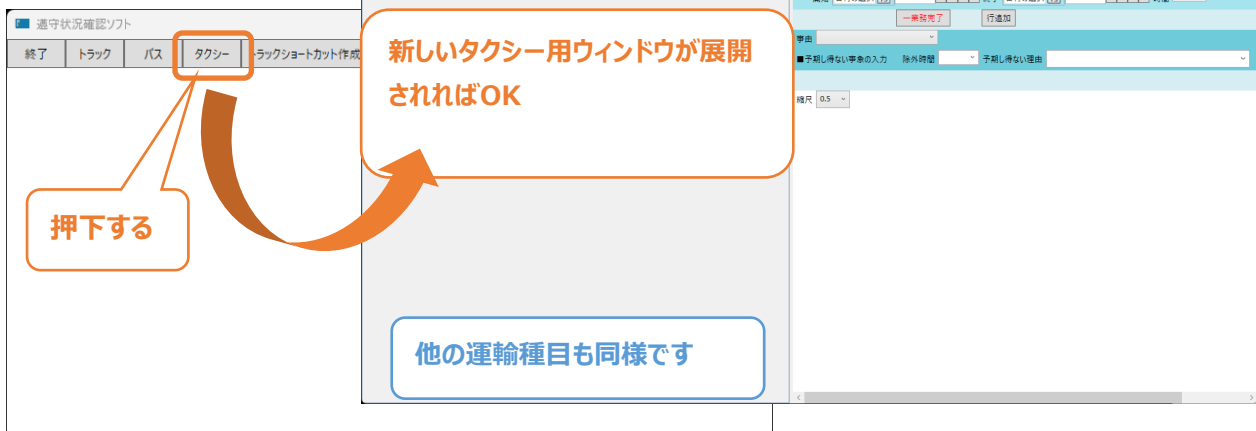 遵守状況確認ソフト
終了 トラック バス タクシー トラックショートカット作成
押下する
新しいタクシー用ウィンドウが展開
されればOK
他の運輸種目も同様です
一業務完了 行追加
事由
■予期し得ない事象の入力 除外時間 予期し得ない理由
縮尺 0.5